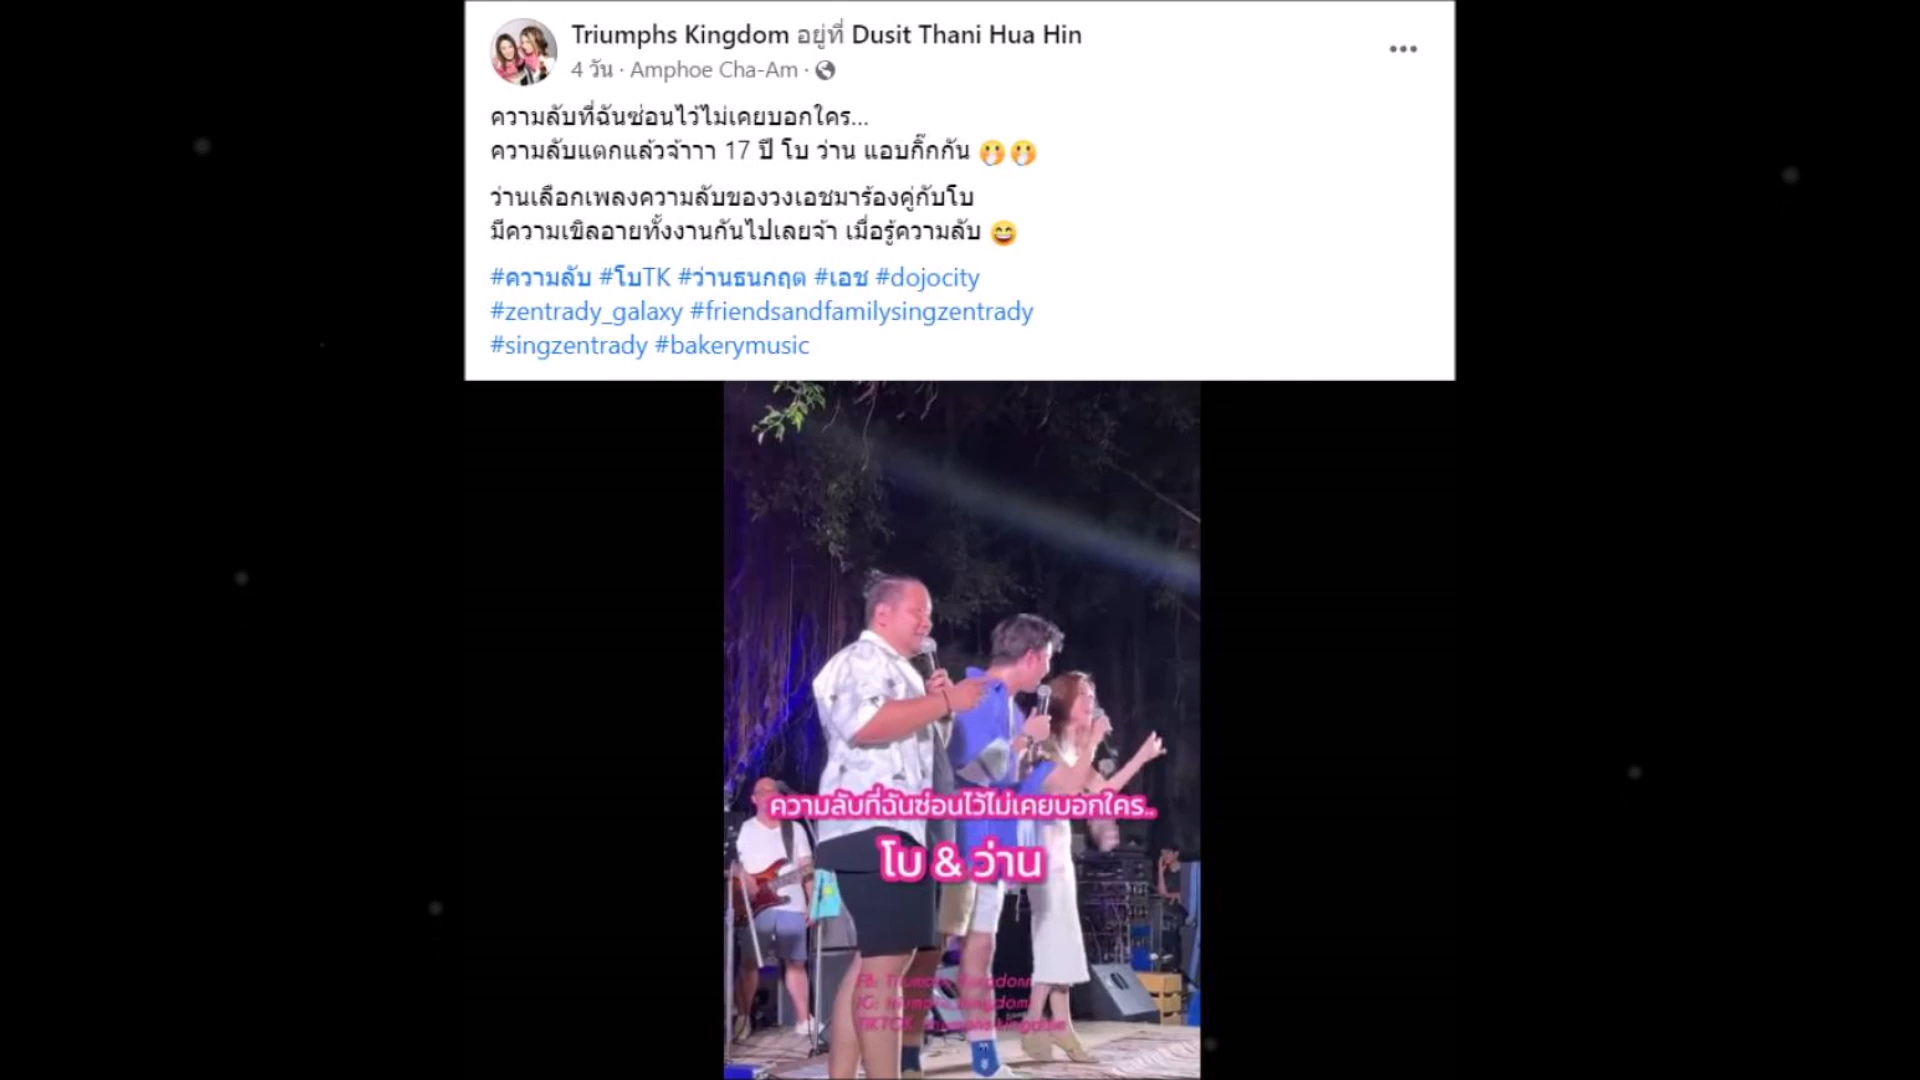 Triumphs Kingdom อยู่ที่ Dusit Thani Hua Hin
4 วัน · Amphoe Cha-Am ·
ความลับที่ฉันซ่อนไว้ไม่เคยบอกใคร...
ความลับแตกแล้วจ้าาา 17 ปี โบ ว่าน แอบกิ๊กกัน 🤭🤭
ว่านเลือกเพลงความลับของวงเอชมาร้องคู่กับโบ
มีความเขิลอายทั้งงานกันไปเลยจ้า เมื่อรู้ความลับ 😄
#ความลับ #โบTK #ว่านธนกฤต #เอช #dojocity
#zentrady_galaxy #friendsandfamilysingzentrady
#singzentrady #bakerymusic
ความลับที่ฉันซ่อนไว้ไม่เคยบอกใคร..
โบ & ว่าน
FB: Triumphs Kingdom